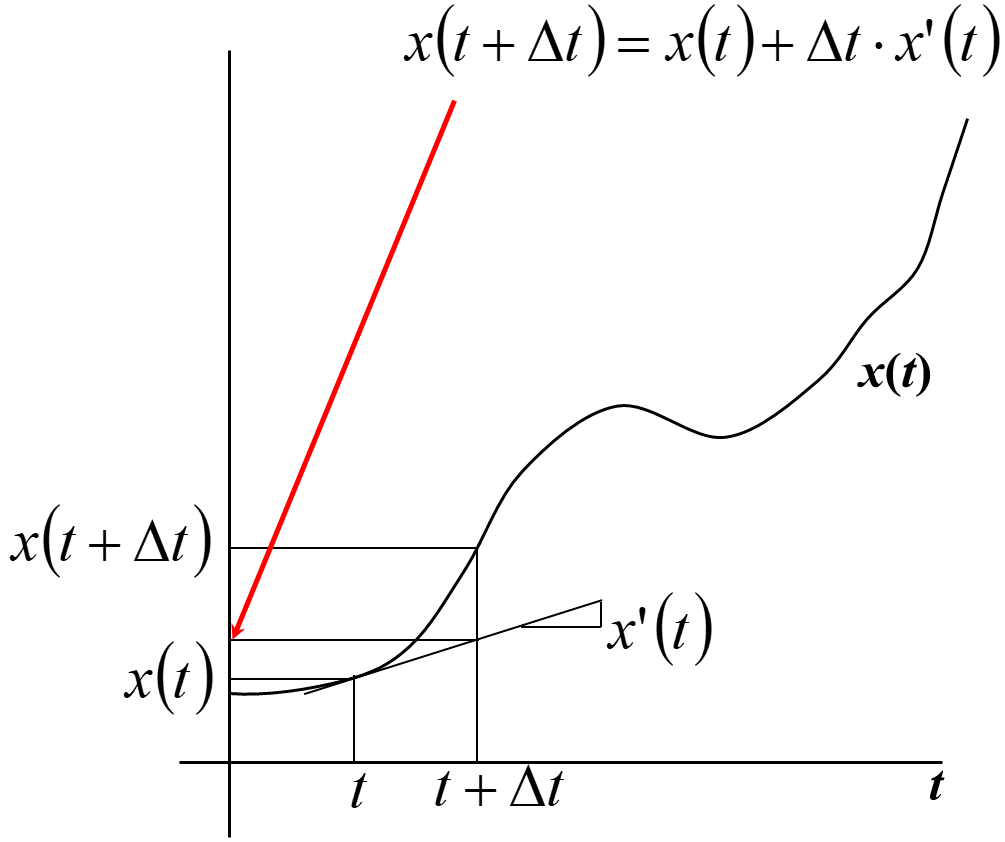 x(t + Δt) = x(t) + Δt · x'(t)
x(t)
x(t + Δt)
x'(t)
x(t)
t
t + Δt
t